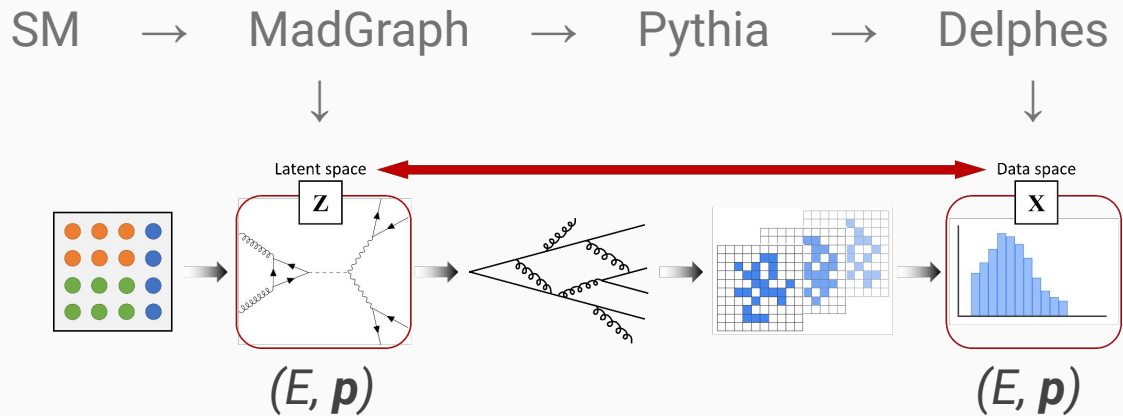 SM → MadGraph → Pythia → Delphes
Latent space
Data space
Z
X
(E, p)
(E, p)